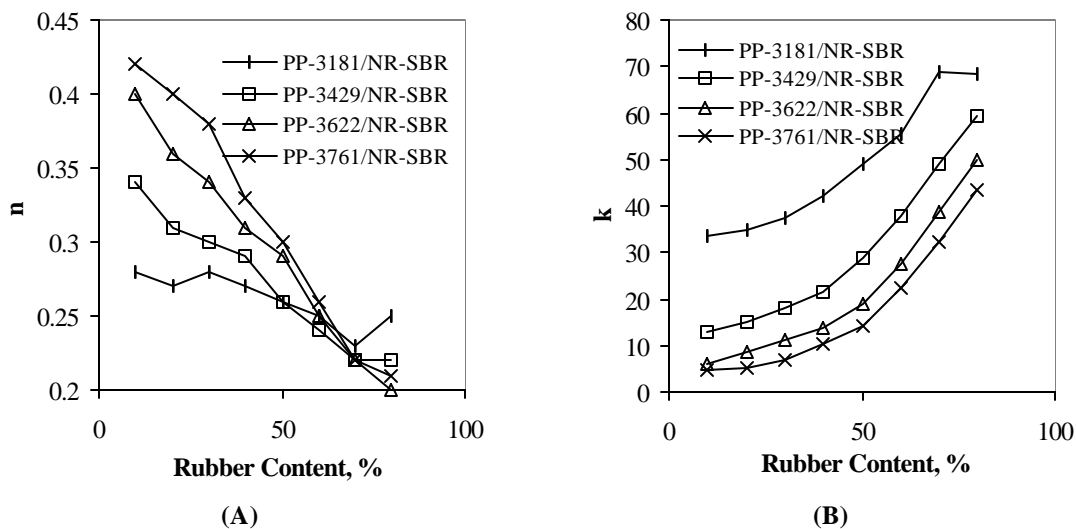 0.45
0.4
0.35
0.3
0.25
0.2
n
PP-3181/NR-SBR
PP-3429/NR-SBR
PP-3622/NR-SBR
PP-3761/NR-SBR
0 50 100
Rubber Content, %
(A)
80
70
60
50
40
30
20
10
0
k
PP-3181/NR-SBR
PP-3429/NR-SBR
PP-3622/NR-SBR
PP-3761/NR-SBR
0 50 100
Rubber Content, %
(B)